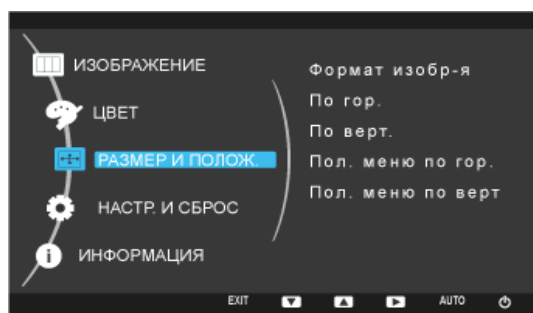 ИЗОБРАЖЕНИЕ
ЦВЕТ
РАЗМЕР И ПОЛОЖ.
НАСТР. И СБРОС
ИНФОРМАЦИЯ
Формат изобр-я
По гор.
По верт.
Пол. меню по гор.
Пол. меню по верт
EXIT AUTO